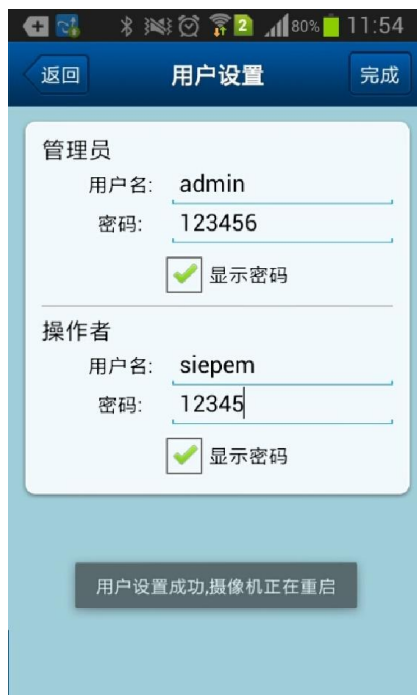 2 80% 11:54
返回 用户设置 完成
管理员
用户名: admin
密码: 123456
显示密码
操作者
用户名: siepem
密码: 12345
显示密码
用户设置成功,摄像机正在重启